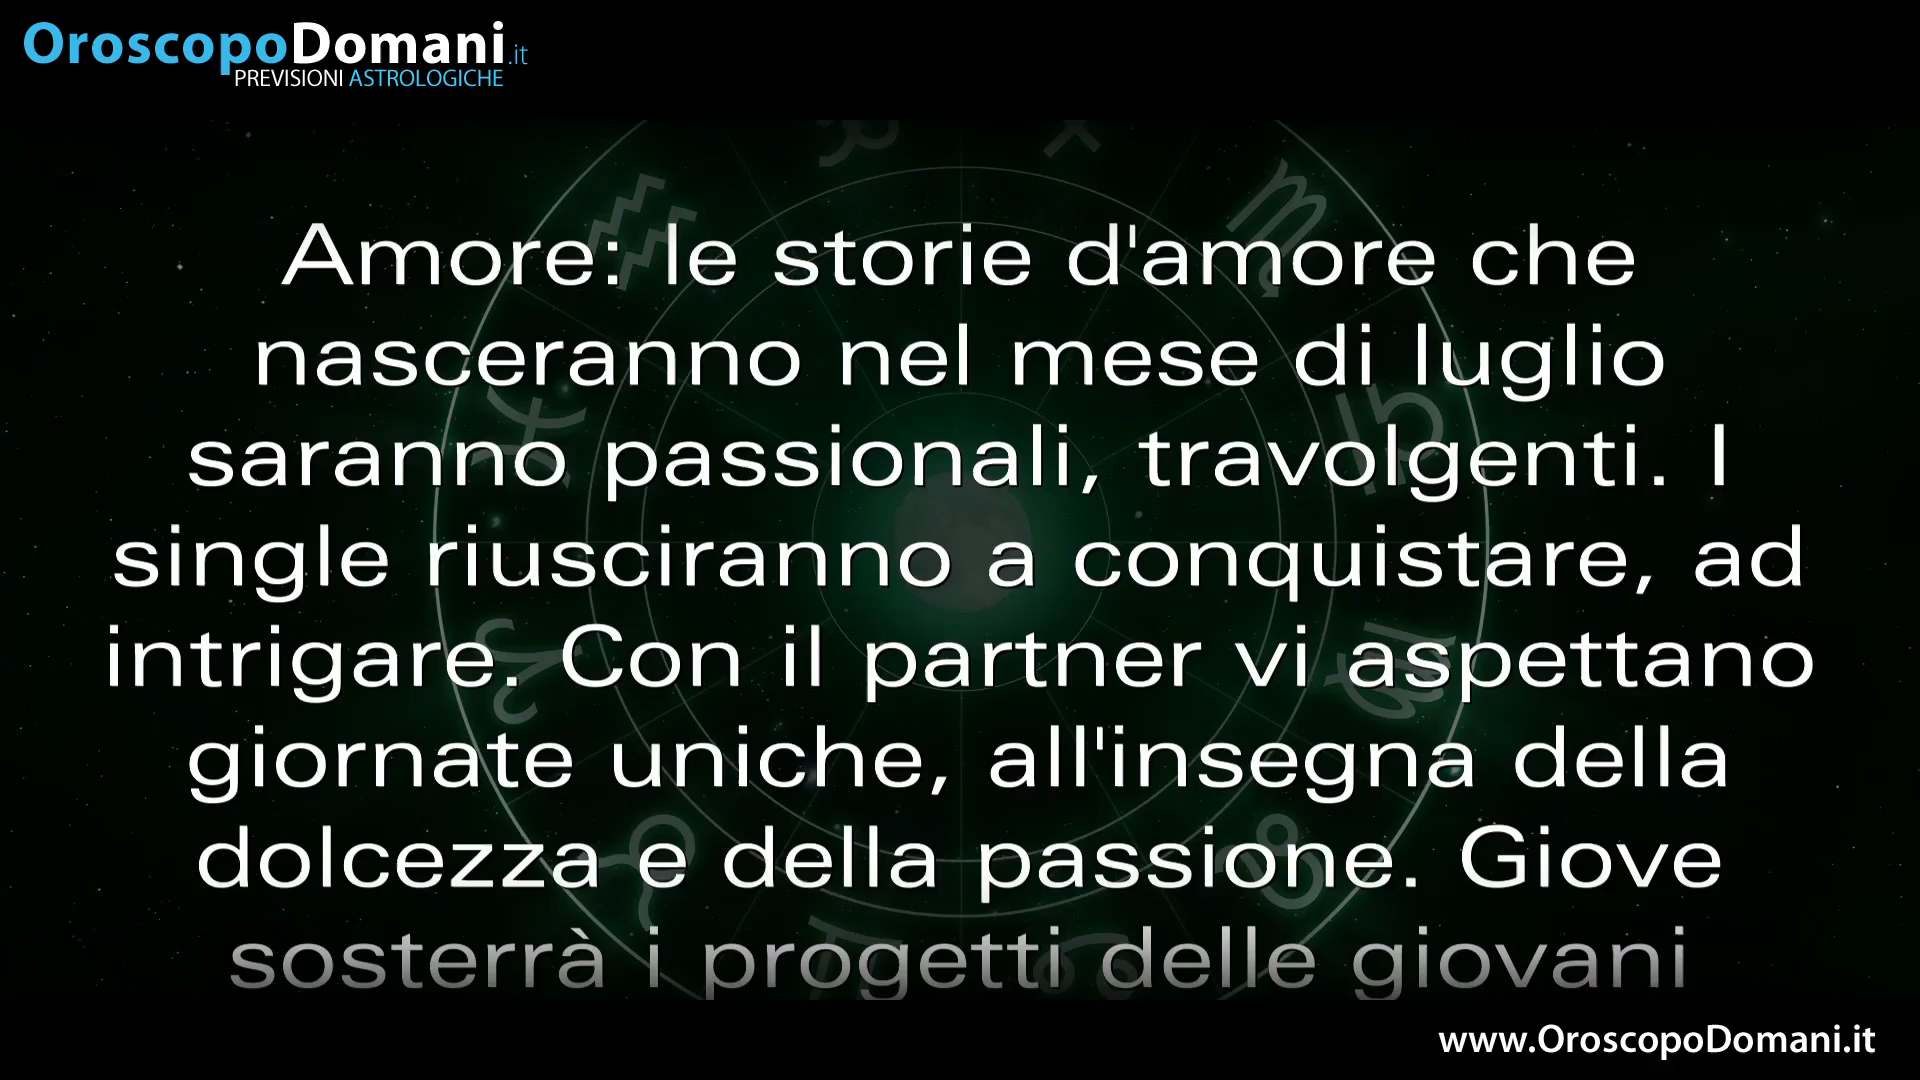 OroscopoDomani.it
PREVISIONI ASTROLOGICHE
Amore: le storie d'amore che
nasceranno nel mese di luglio
saranno passionali, travolgenti. I
single riusciranno a conquistare, ad
intrigare. Con il partner vi aspettano
giornate uniche, all'insegna della
dolcezza e della passione. Giove
sosterrà i progetti delle giovani
www.OroscopoDomani.it